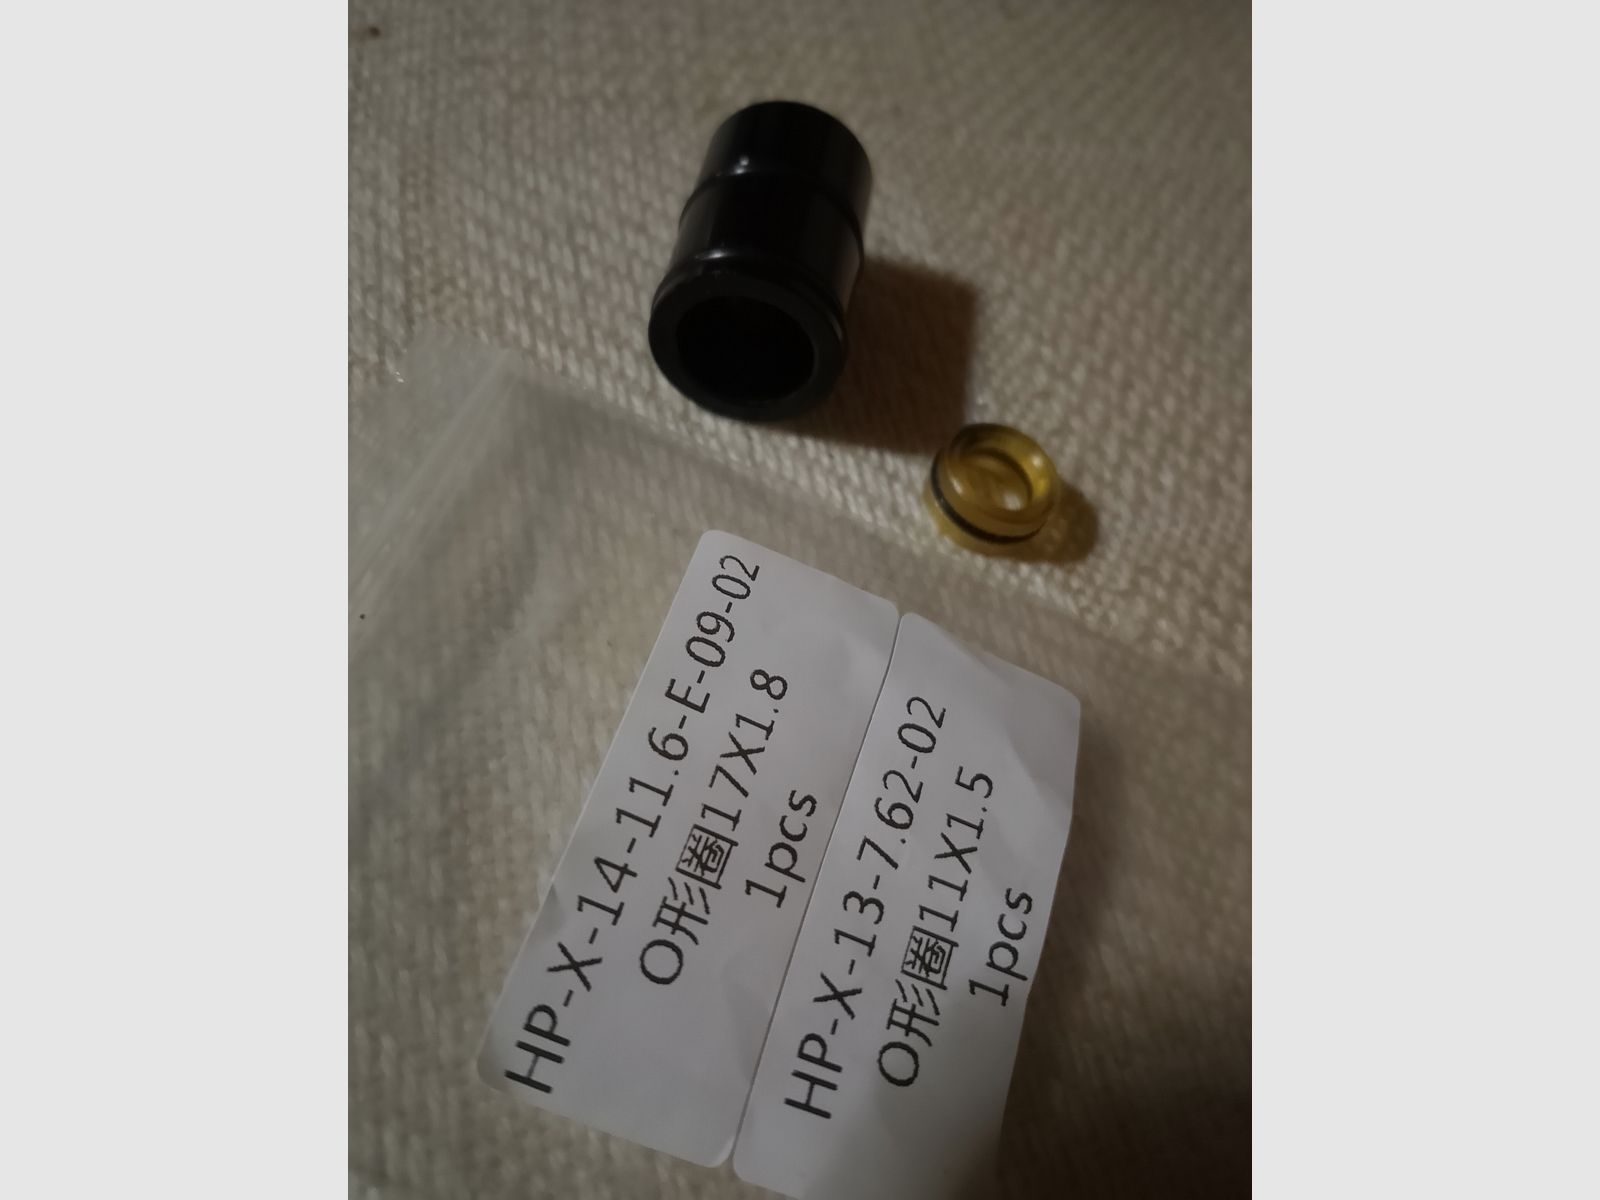 HP-X-14-11.6-E-09-02
O形圈17X1.8
1pcs
HP-X-13-7.62-02
O形圈11X1.5
1pcs